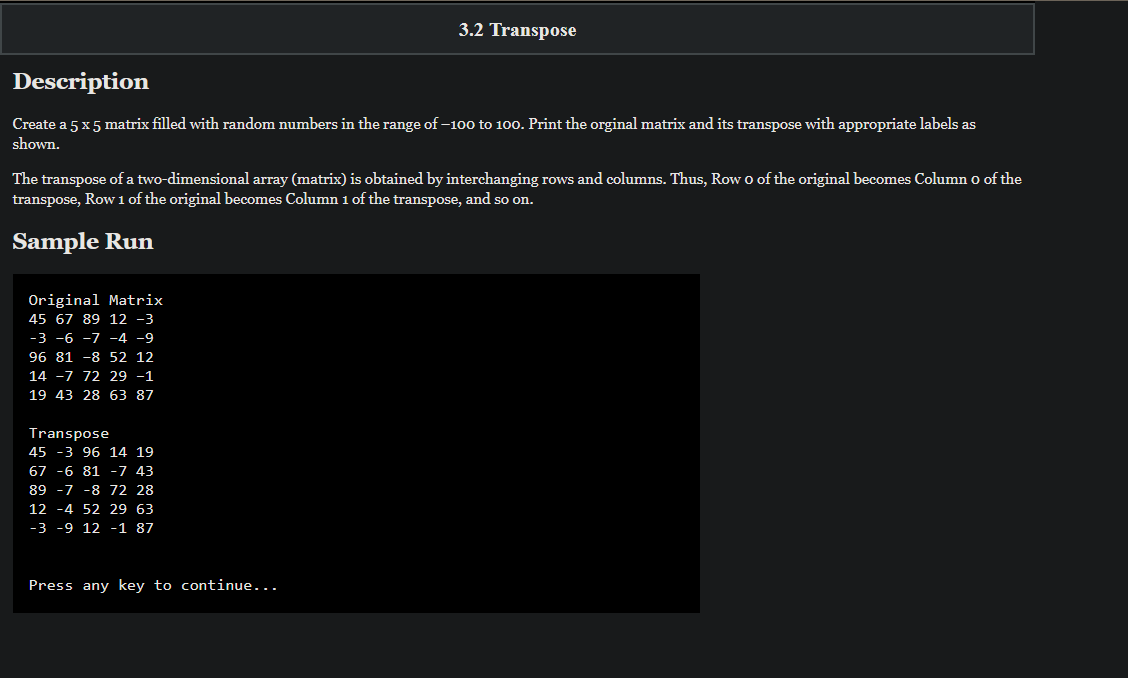 3.2 Transpose
Description
Create a 5 x 5 matrix filled with random numbers in the range of –100 to 100. Print the orginal matrix and its transpose with appropriate labels as
shown.
The transpose of a two-dimensional array (matrix) is obtained by interchanging rows and columns. Thus, Row 0 of the original becomes Column 0 of the
transpose, Row 1 of the original becomes Column 1 of the transpose, and so on.
Sample Run
Original Matrix
45 67 89 12 –3
-3 –6 –7 –4 –9
96 81 –8 52 12
14 –7 72 29 –1
19 43 28 63 87
Transpose
45 -3 96 14 19
67 -6 81 -7 43
89 -7 -8 72 28
12 -4 52 29 63
-3 -9 12 -1 87
Press any key to continue...